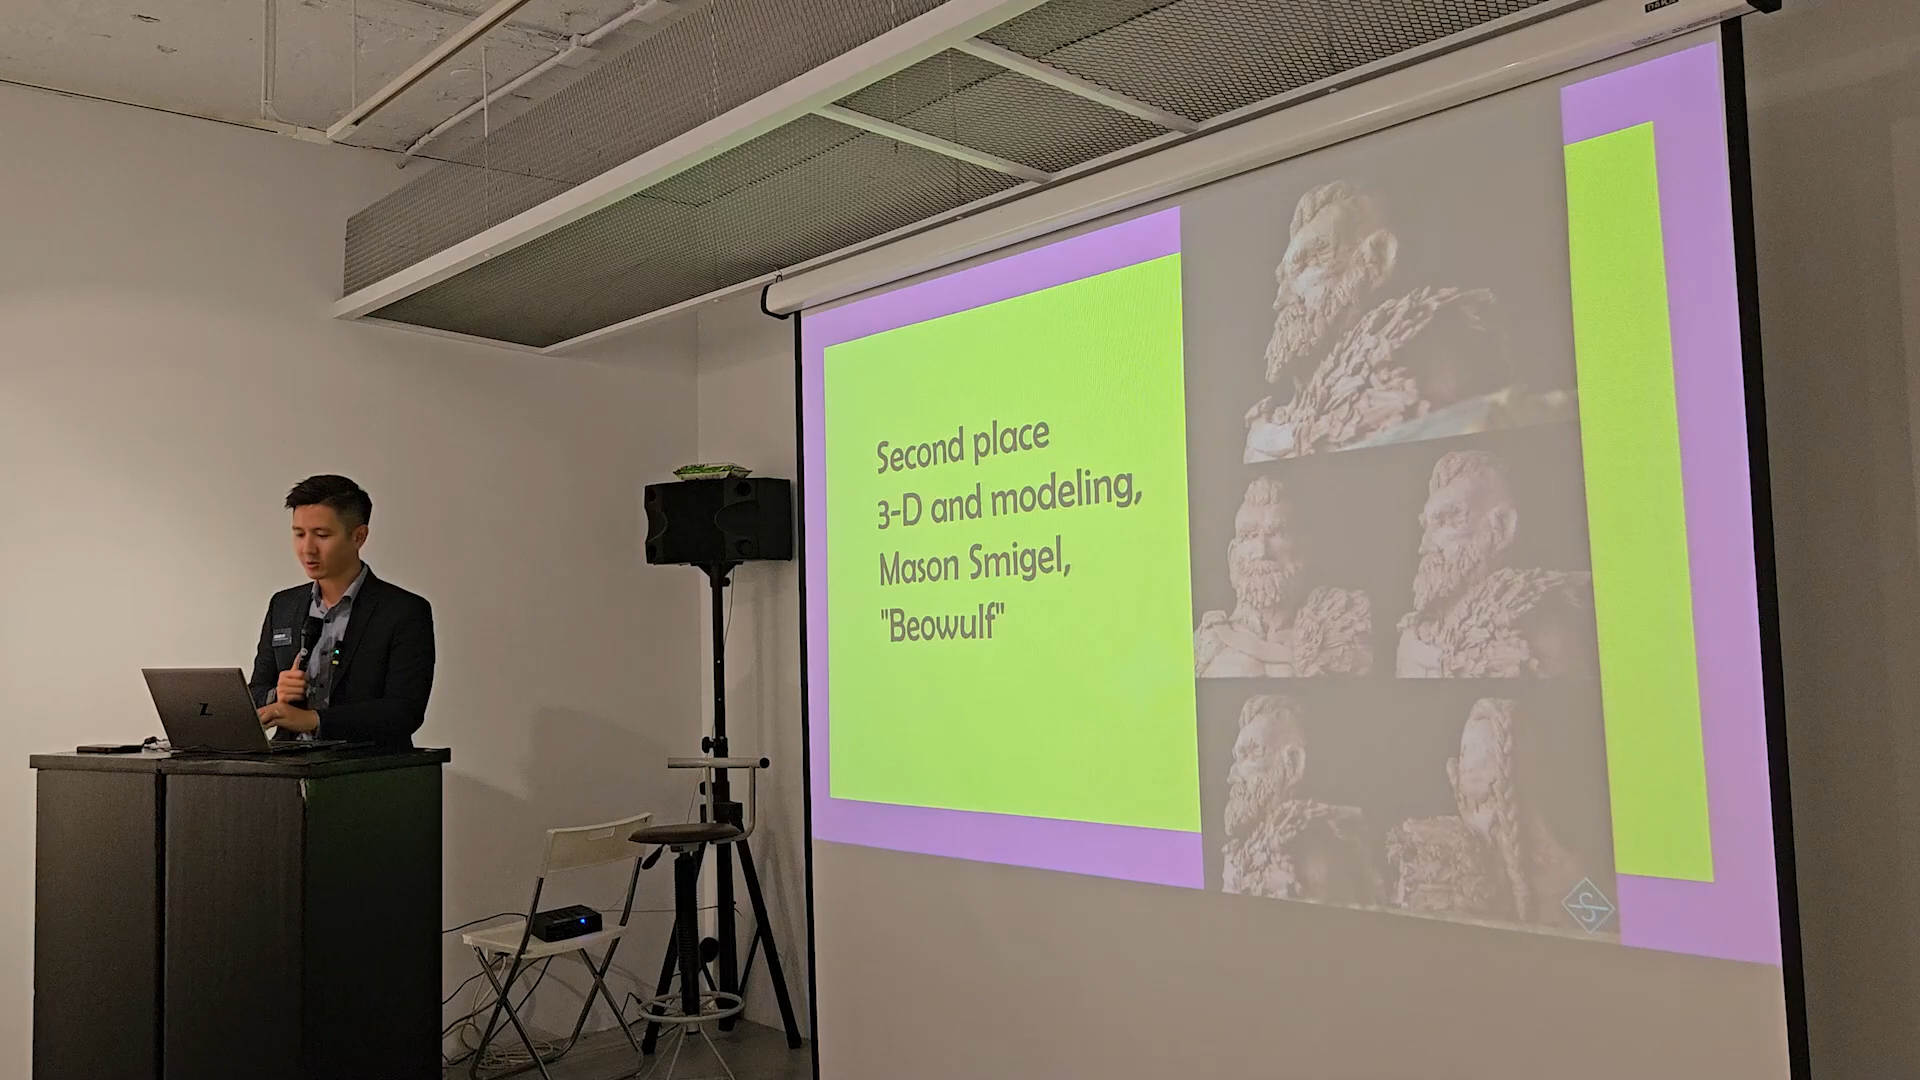 Second place
3-D and modeling,
Mason Smigel,
"Beowulf"